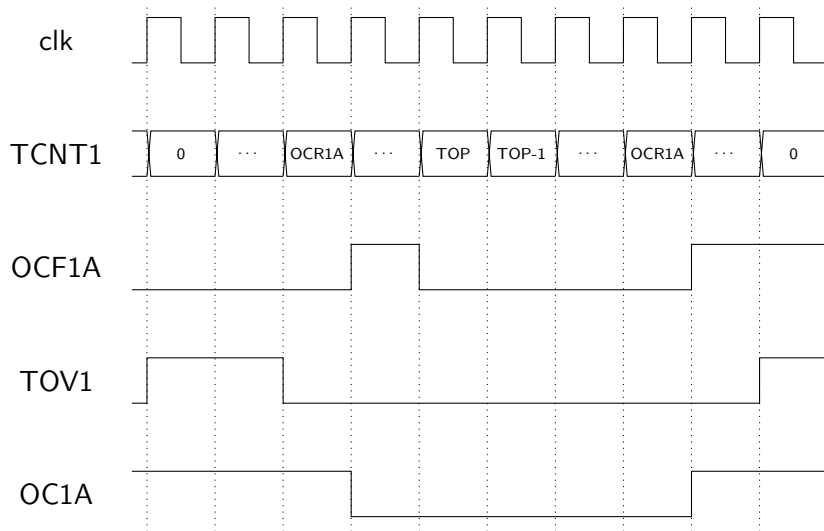 clk
TCNT1 0 ··· OCR1A ··· TOP TOP-1 ··· OCR1A ··· 0
OCF1A
TOV1
OC1A